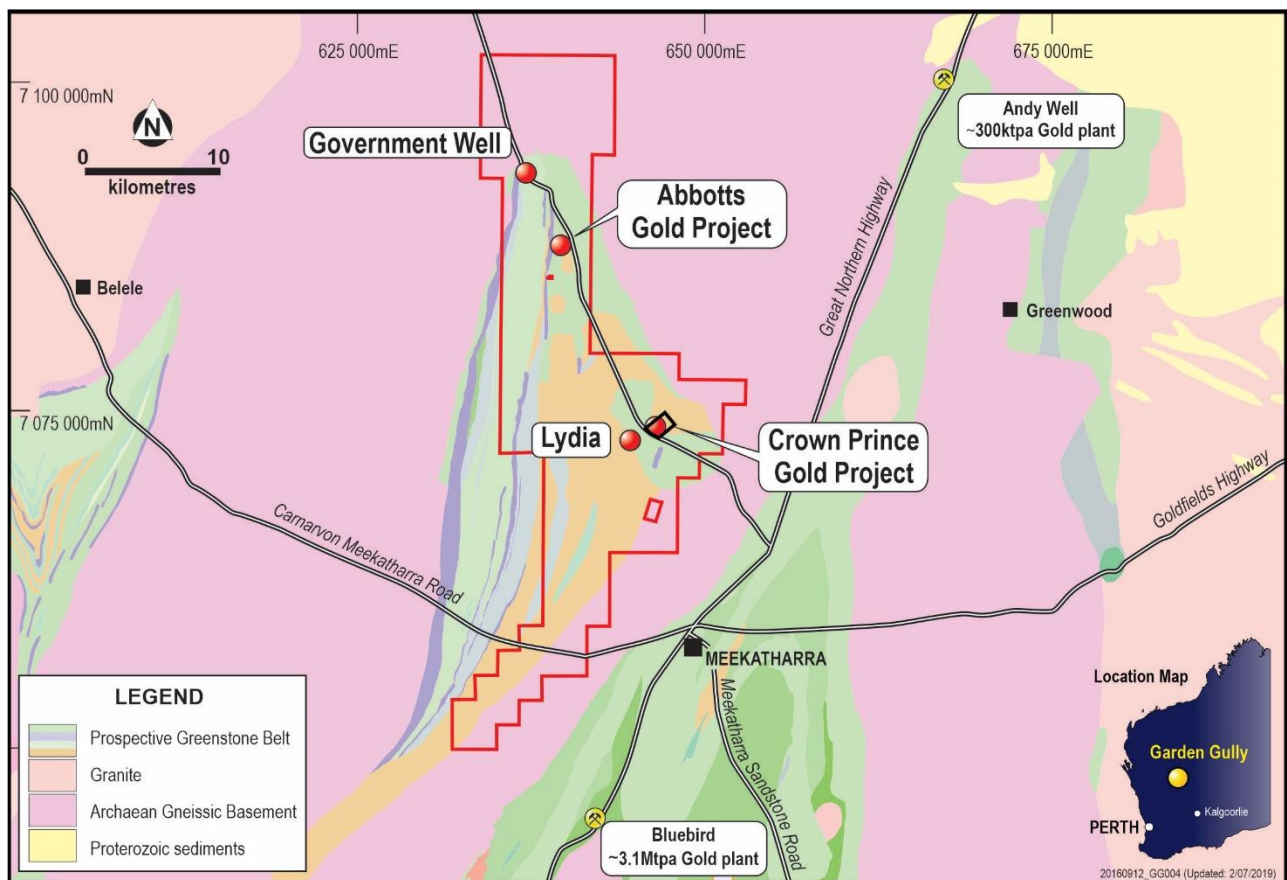 625 000mE
650 000mE
675 000mE
7 100 000mN
N
0 10
kilometres
Government Well
Abbotts
Gold Project
Andy Well
~300ktpa Gold plant
Great Northern Highway
Belele
Greenwood
7 075 000mN
Lydia
Crown Prince
Gold Project
Goldfields Highway
Carnarvon Meekatharra Road
MEEKATHARRA
Meekatharra Sandstone Road
LEGEND
Prospective Greenstone Belt
Granite
Archaean Gneissic Basement
Proterozoic sediments
Bluebird
~3.1Mtpa Gold plant
Location Map
Garden Gully
Kalgoorlie
PERTH
20160912_GG004 (Updated: 2/07/2019)